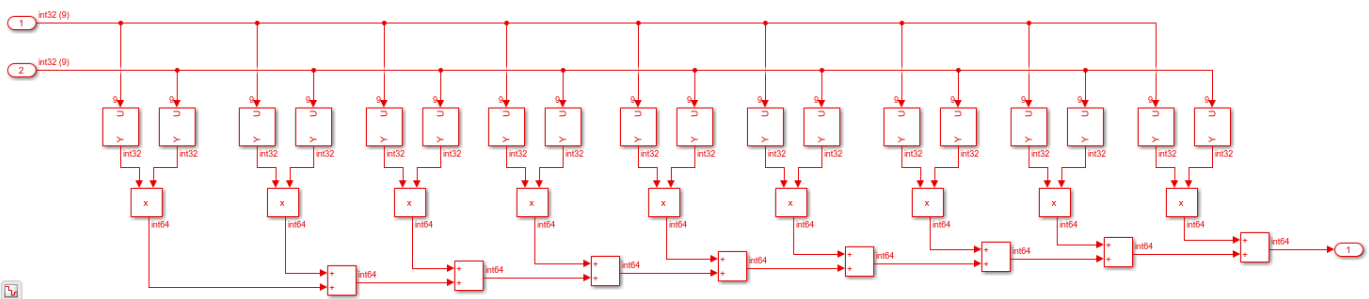 int32 (9)
1
int32 (9)
2
9 9 9 9 9 9 9 9 9 9 9 9 9 9 9 9 9 9
U U U U U U U U U U U U U U U U U U
Y Y Y Y Y Y Y Y Y Y Y Y Y Y Y Y Y Y
int32 int32 int32 int32 int32 int32 int32 int32 int32 int32 int32 int32 int32 int32 int32 int32 int32 int32
x x x x x x x x x
int64 int64 int64 int64 int64 int64 int64 int64 int64
+ + + + + + + +
+ + + + + + + +
int64 int64 int64 int64 int64 int64 int64 int64
1